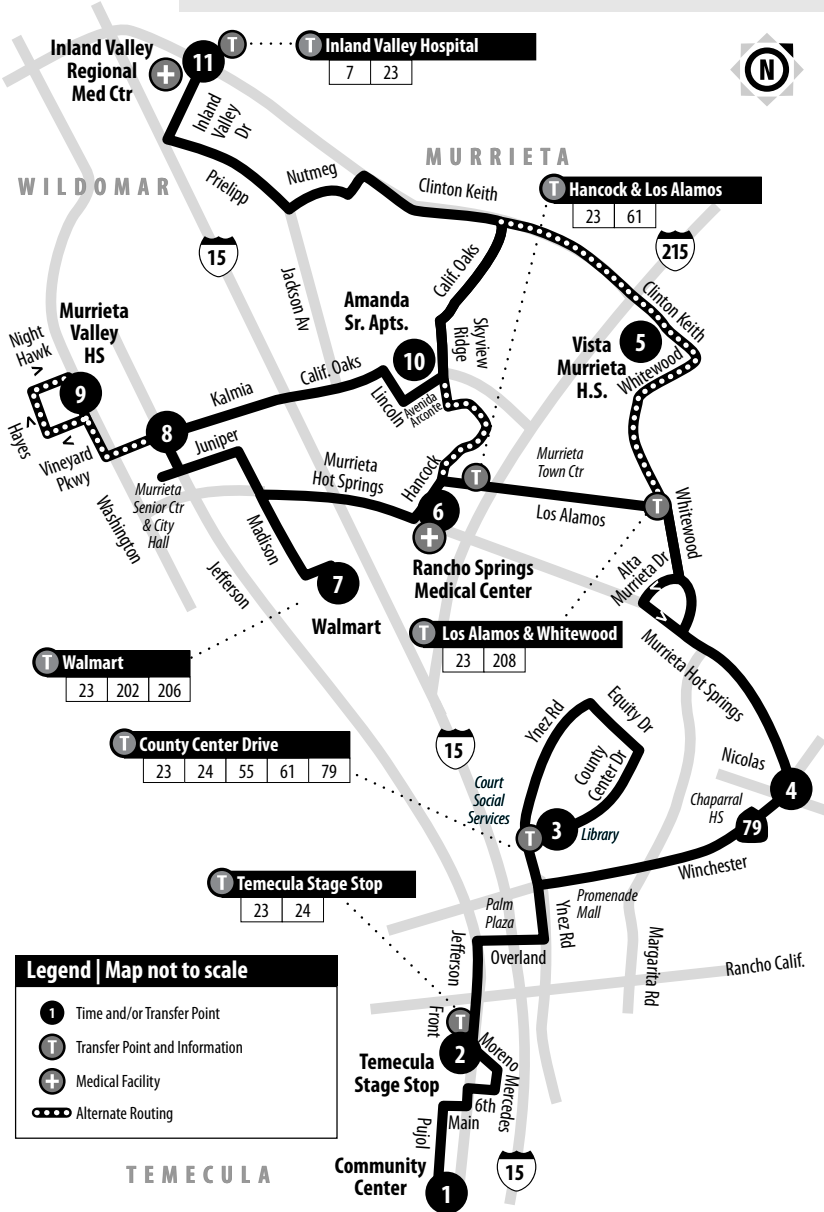 Inland Valley
Regional
Med Ctr
11
T
T
Inland Valley Hospital
7 23
N
Inland
Valley
Dr
MURRIETA
WILDOMAR
Prielipp
Nutmeg
Clinton Keith
T
Hancock & Los Alamos
23 61
15
215
Jackson Av
Calif. Oaks
Amanda
Sr. Apts.
10
Skyview
Ridge
Clinton Keith
Vista
Murrieta
H.S.
5
Whitewood
Murrieta
Valley
HS
Night
Hawk
9
Hayes
Vineyard
Pkwy
8
Kalmia
Calif. Oaks
Lincoln
Avenida
Arconte
Juniper
Murrieta
Senior Ctr
& City
Hall
Washington
Madison
Jefferson
Murrieta
Hot Springs
Hancock
T
Murrieta
Town Ctr
Los Alamos
T
Whitewood
6
Rancho Springs
Medical Center
7
Walmart
Alta
Murrieta Dr
Murrieta Hot Springs
T
Los Alamos & Whitewood
23 208
T
Walmart
23 202 206
T
County Center Drive
23 24 55 61 79
15
Ynez Rd
Equity Dr
County
Center Dr
Court
Social
Services
T
3
Library
Nicolas
4
Chaparral
HS
79
Winchester
T
Temecula Stage Stop
23 24
Palm
Plaza
Ynez Rd
Promenade
Mall
Margarita Rd
Jefferson
Overland
Rancho Calif.
Front
T
2
Temecula
Stage Stop
Moreno
Mercedes
6th
Main
Pujol
Community
Center
1
15
TEMECULA
Legend | Map not to scale
1 Time and/or Transfer Point
T Transfer Point and Information
Medical Facility
Alternate Routing